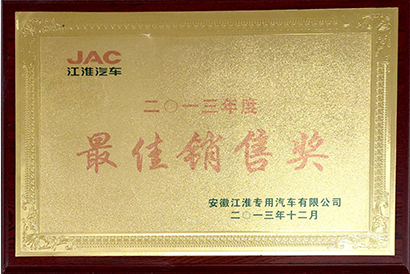 JAC
江淮汽车
二〇一三年度
最佳销售奖
安徽江淮专用汽车有限公司
二〇一三年十二月